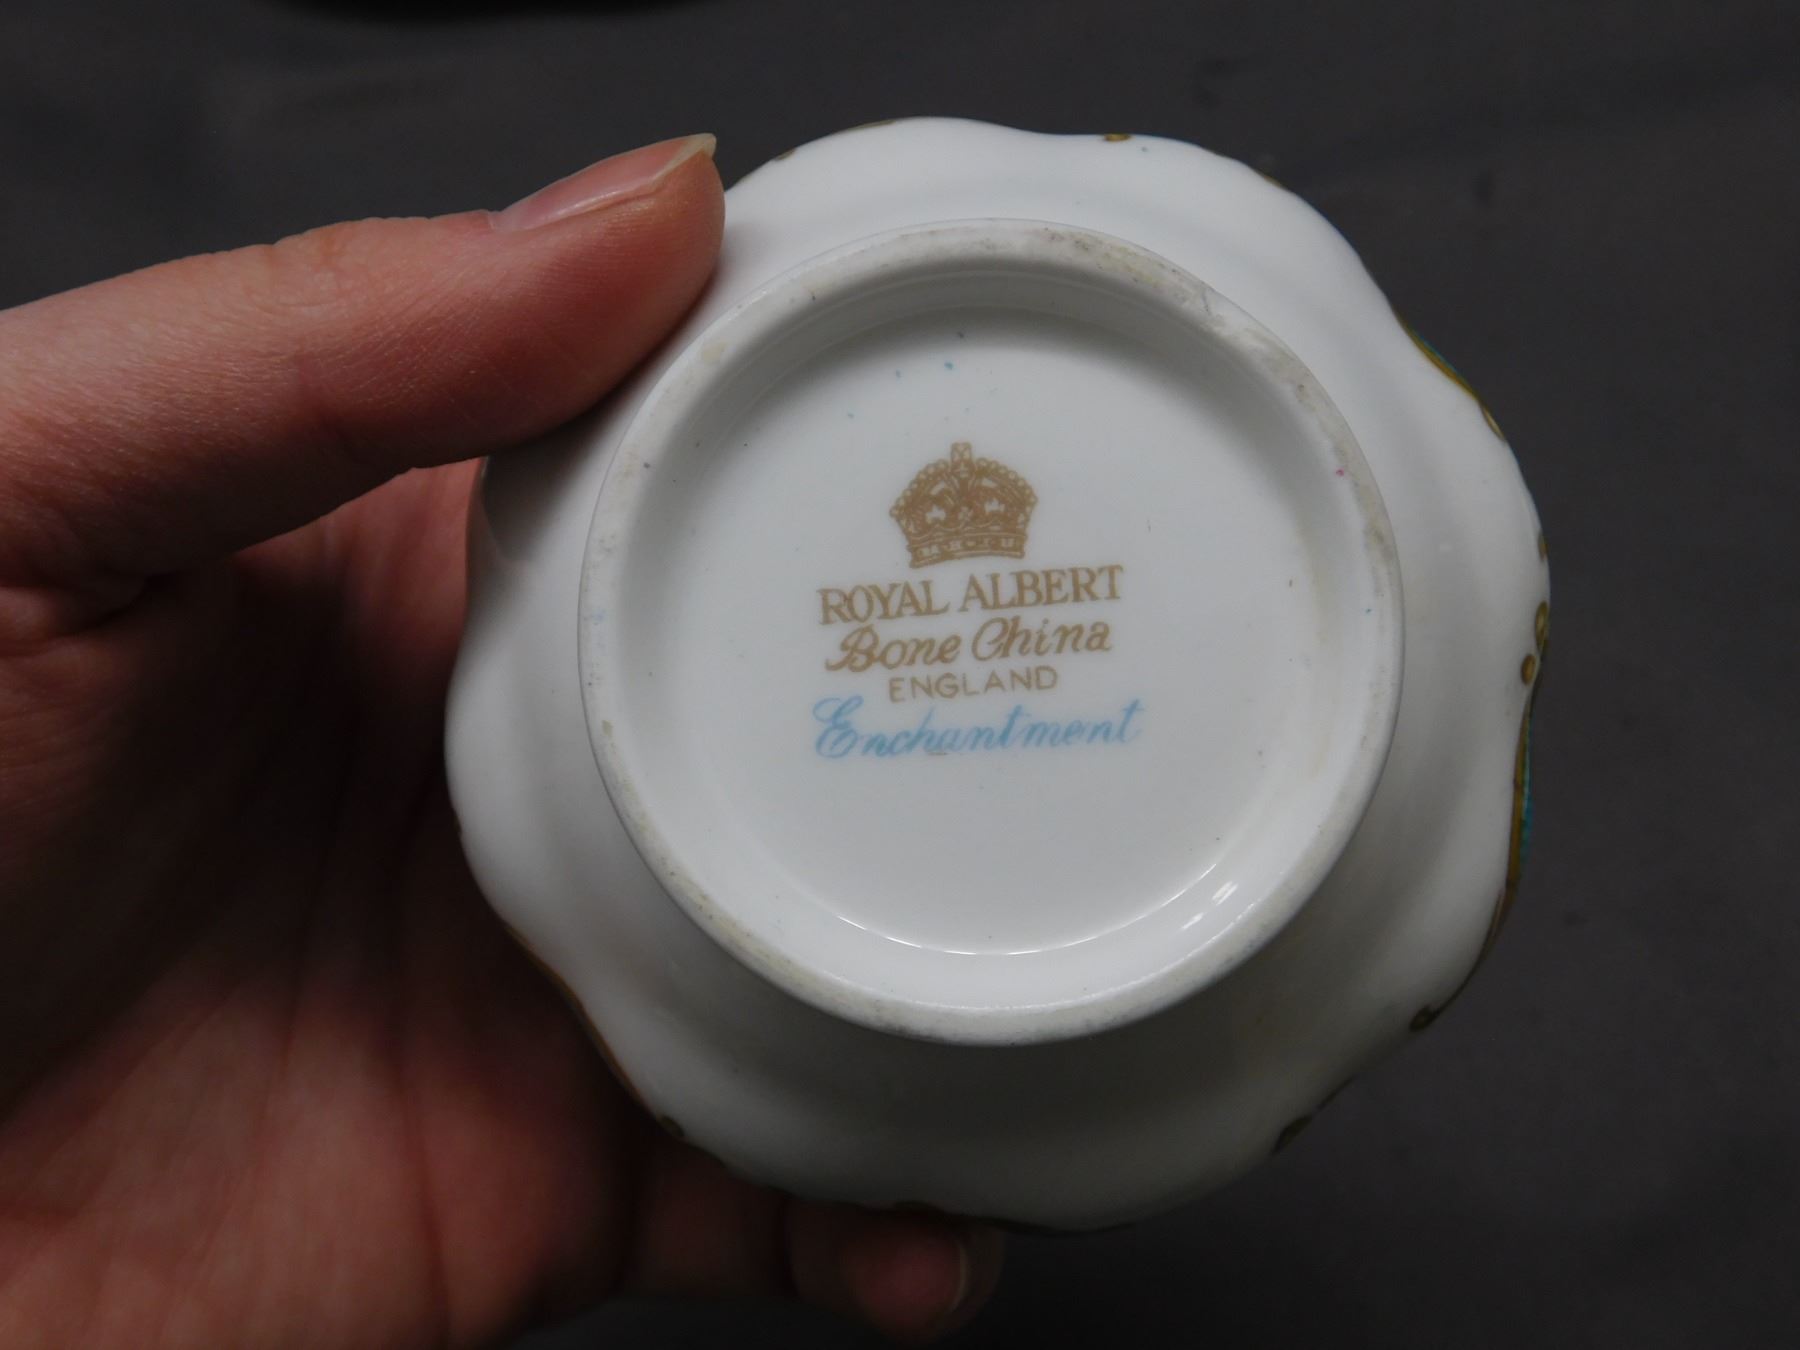 ROYAL ALBERT
Bone China
ENGLAND
Enchantment